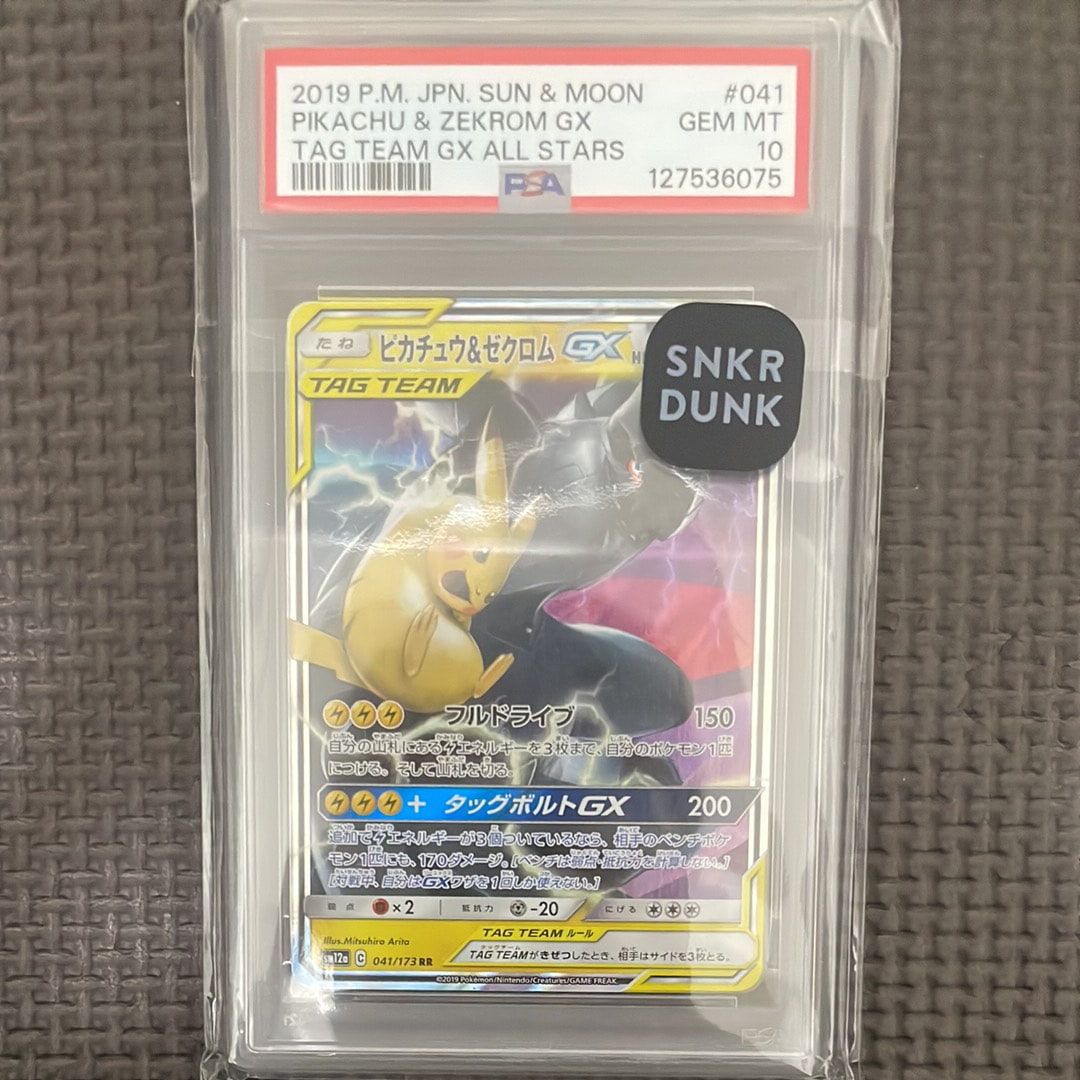 2019 P.M. JPN. SUN & MOON #041
PIKACHU & ZEKROM GX GEM MT
TAG TEAM GX ALL STARS 10
PSA 127536075
たね ピカチュウ&ゼクロム GX
TAG TEAM
SNKR
DUNK
フルドライブ 150
自分の山札にあるエネルギーを3枚まで、自分のポケモン1匹
につける。そして山札を切る。
+ タッグボルトGX 200
追加でエネルギーが3個ついているなら、相手のベンチポケ
モン1匹にも、170ダメージ。[ベンチは弱点・抵抗力を計算しない。]
[対戦中、自分はGXワザを1回しか使えない。]
弱点 ×2 抵抗力 -20 にげる
TAG TEAM ルール
Illus.Mitsuhiro Arita
TAG TEAMがきぜつしたとき、相手はサイドを3枚とる。
sm12a C 041/173 RR
©2019 Pokémon/Nintendo/Creatures/GAME FREAK.